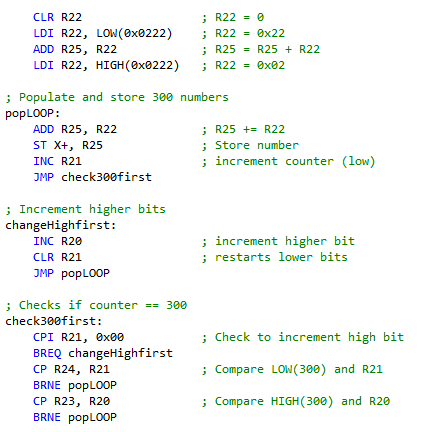 CLR R22 ; R22 = 0
LDI R22, LOW(0x0222) ; R22 = 0x22
ADD R25, R22 ; R25 = R25 + R22
LDI R22, HIGH(0x0222) ; R22 = 0x02
; Populate and store 300 numbers
popLOOP:
ADD R25, R22 ; R25 += R22
ST X+, R25 ; Store number
INC R21 ; increment counter (low)
JMP check300first
; Increment higher bits
changeHighfirst:
INC R20 ; increment higher bit
CLR R21 ; restarts lower bits
JMP popLOOP
; Checks if counter == 300
check300first:
CPI R21, 0x00 ; Check to increment high bit
BREQ changeHighfirst
CP R24, R21 ; Compare LOW(300) and R21
BRNE popLOOP
CP R23, R20 ; Compare HIGH(300) and R20
BRNE popLOOP